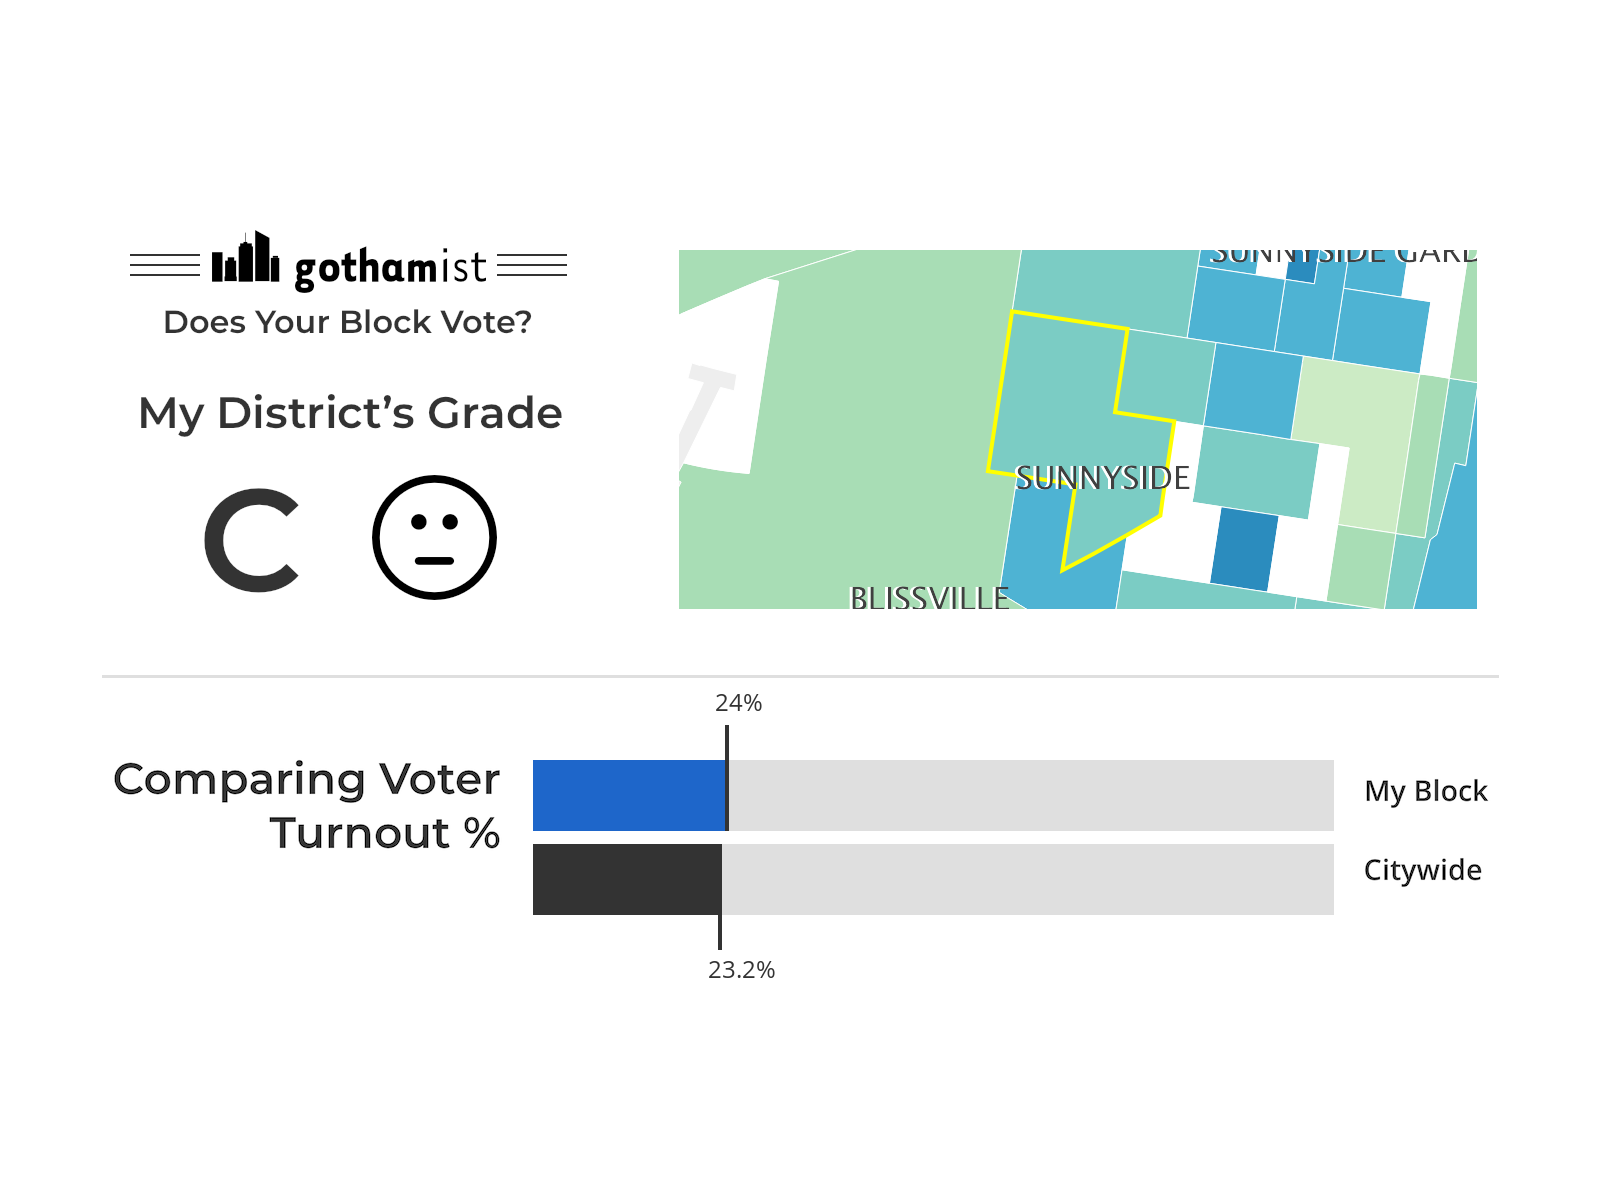 gothamist
Does Your Block Vote?
My District's Grade
C
SUNNYSIDE GARD
SUNNYSIDE
BLISSVILLE
24%
Comparing Voter
Turnout %
My Block
Citywide
23.2%